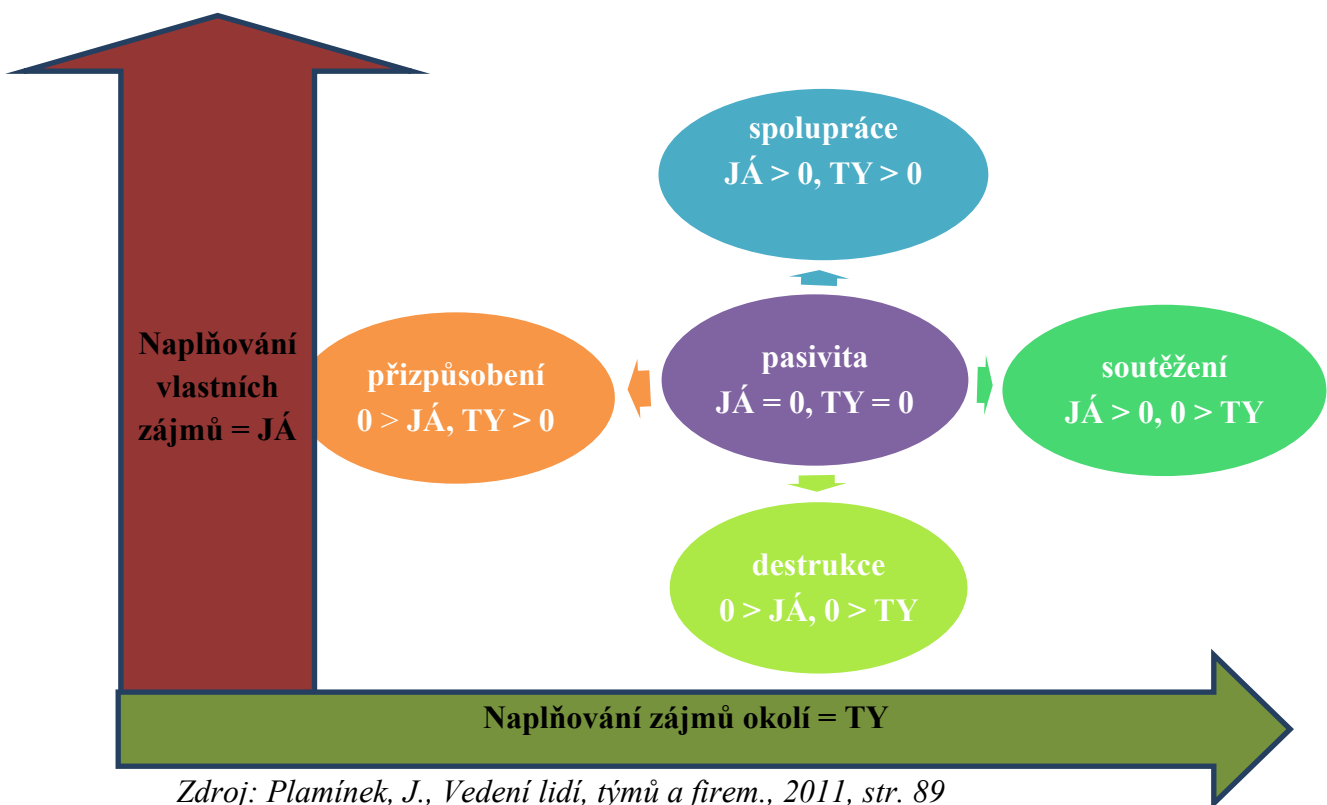 spolupráce
JÁ > 0, TY > 0
Naplňování
vlastních
zájmů = JÁ
přizpůsobení
0 > JÁ, TY > 0
pasivita
JÁ = 0, TY = 0
soutěžení
JÁ > 0, 0 > TY
destrukce
0 > JÁ, 0 > TY
Naplňování zájmů okolí = TY
Zdroj: Plamínek, J., Vedení lidí, týmů a firem., 2011, str. 89